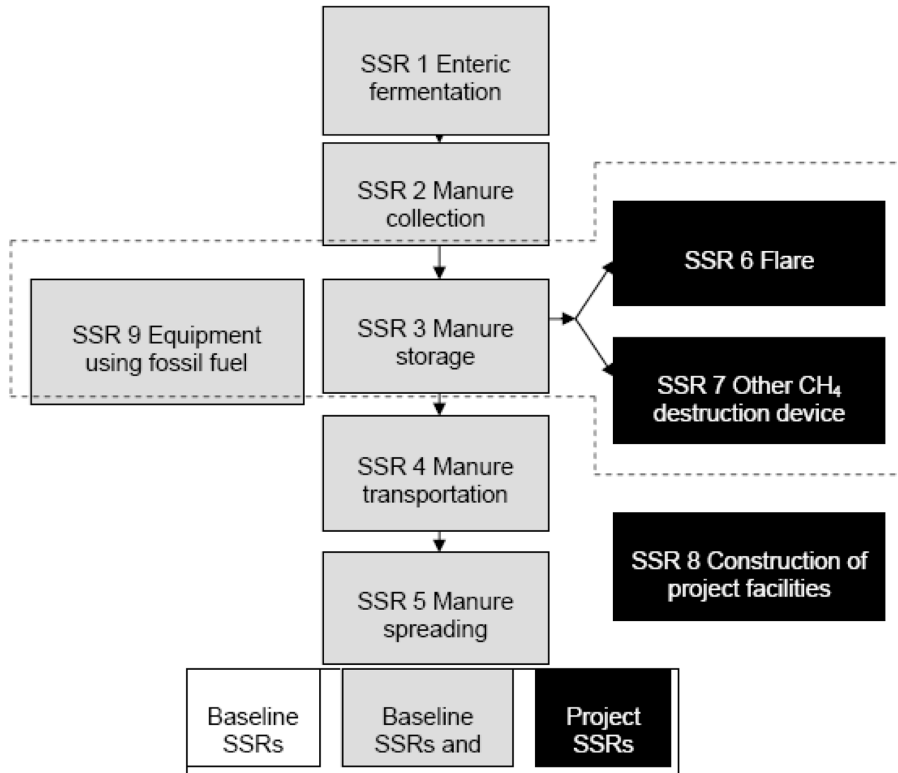 SSR 1 Enteric
fermentation
SSR 2 Manure
collection
SSR 6 Flare
SSR 9 Equipment
using fossil fuel
SSR 3 Manure
storage
SSR 7 Other CH₄
destruction device
SSR 4 Manure
transportation
SSR 8 Construction of
project facilities
SSR 5 Manure
spreading
Baseline
SSRs
Baseline
SSRs and
Project
SSRs